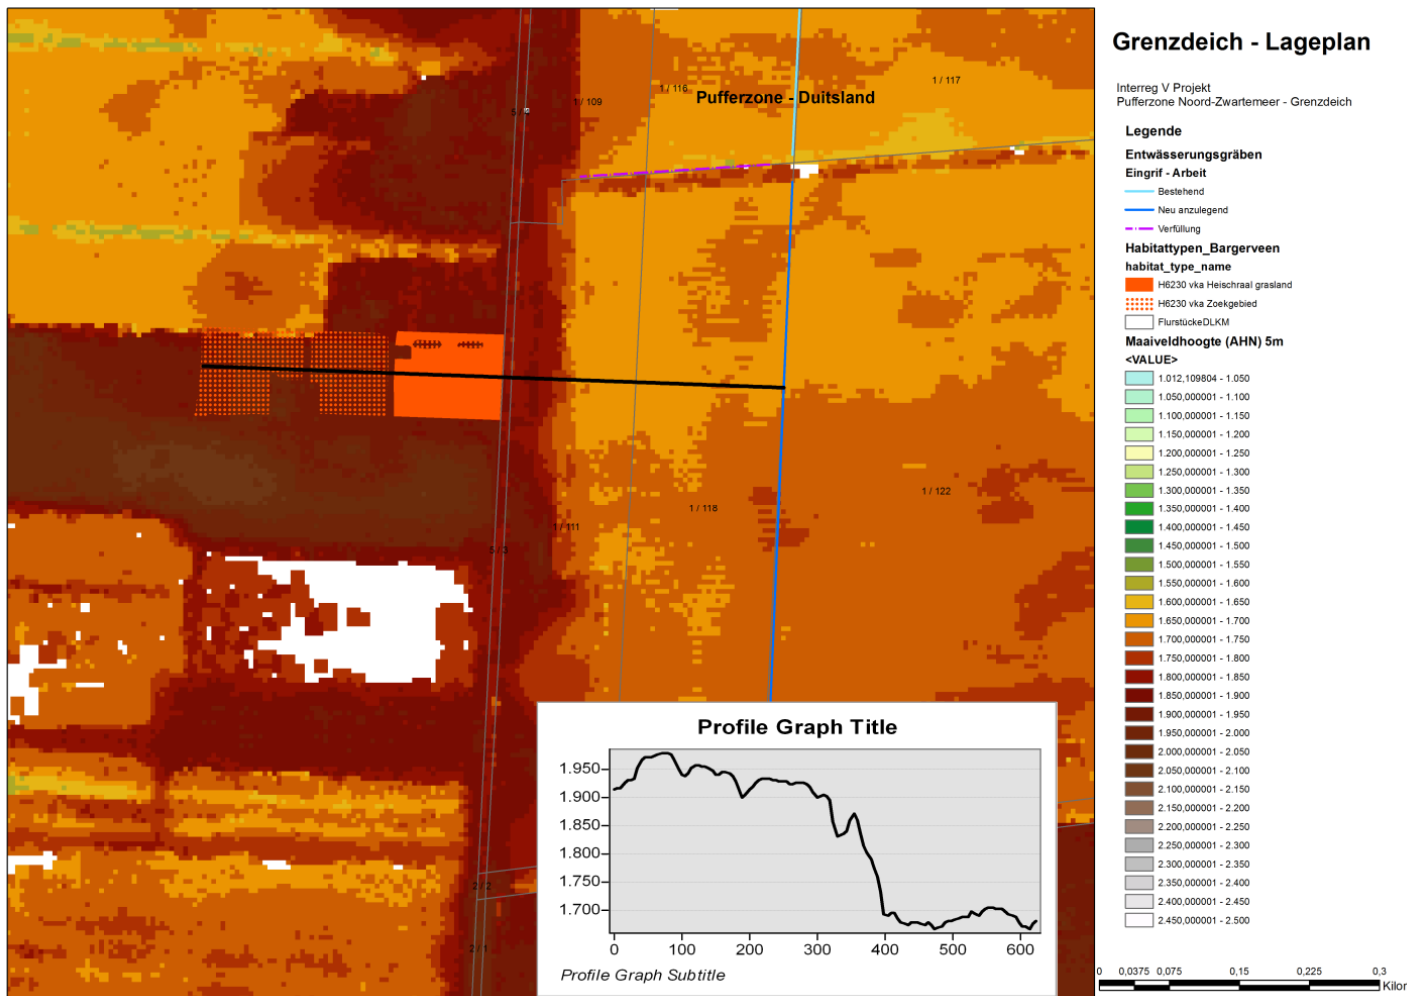 Grenzdeich - Lageplan
Interreg V Projekt
Pufferzone Noord-Zwartemeer - Grenzdeich
Legende
Entwässerungsgräben
Eingrif - Arbeit
Bestehend
Neu anzulegend
Verfüllung
Habitattypen_Bargerveen
habitat_type_name
H6230 vka Heischraal grasland
H6230 vka Zoekgebied
FlurstückeDLKM
Maaiveldhoogte (AHN) 5m
<VALUE>
1.012,109804 - 1.050
1.050,000001 - 1.100
1.100,000001 - 1.150
1.150,000001 - 1.200
1.200,000001 - 1.250
1.250,000001 - 1.300
1.300,000001 - 1.350
1.350,000001 - 1.400
1.400,000001 - 1.450
1.450,000001 - 1.500
1.500,000001 - 1.550
1.550,000001 - 1.600
1.600,000001 - 1.650
1.650,000001 - 1.700
1.700,000001 - 1.750
1.750,000001 - 1.800
1.800,000001 - 1.850
1.850,000001 - 1.900
1.900,000001 - 1.950
1.950,000001 - 2.000
2.000,000001 - 2.050
2.050,000001 - 2.100
2.100,000001 - 2.150
2.150,000001 - 2.200
2.200,000001 - 2.250
2.250,000001 - 2.300
2.300,000001 - 2.350
2.350,000001 - 2.400
2.400,000001 - 2.450
2.450,000001 - 2.500
0 0,0375 0,075 0,15 0,225 0,3
Kilor
1 / 117
1 / 116
Pufferzone - Duitsland
1 / 109
1 / 122
1 / 118
1 / 111
5 / 3
2 / 2
2 / 1
Profile Graph Title
1.950
1.900
1.850
1.800
1.750
1.700
0 100 200 300 400 500 600
Profile Graph Subtitle